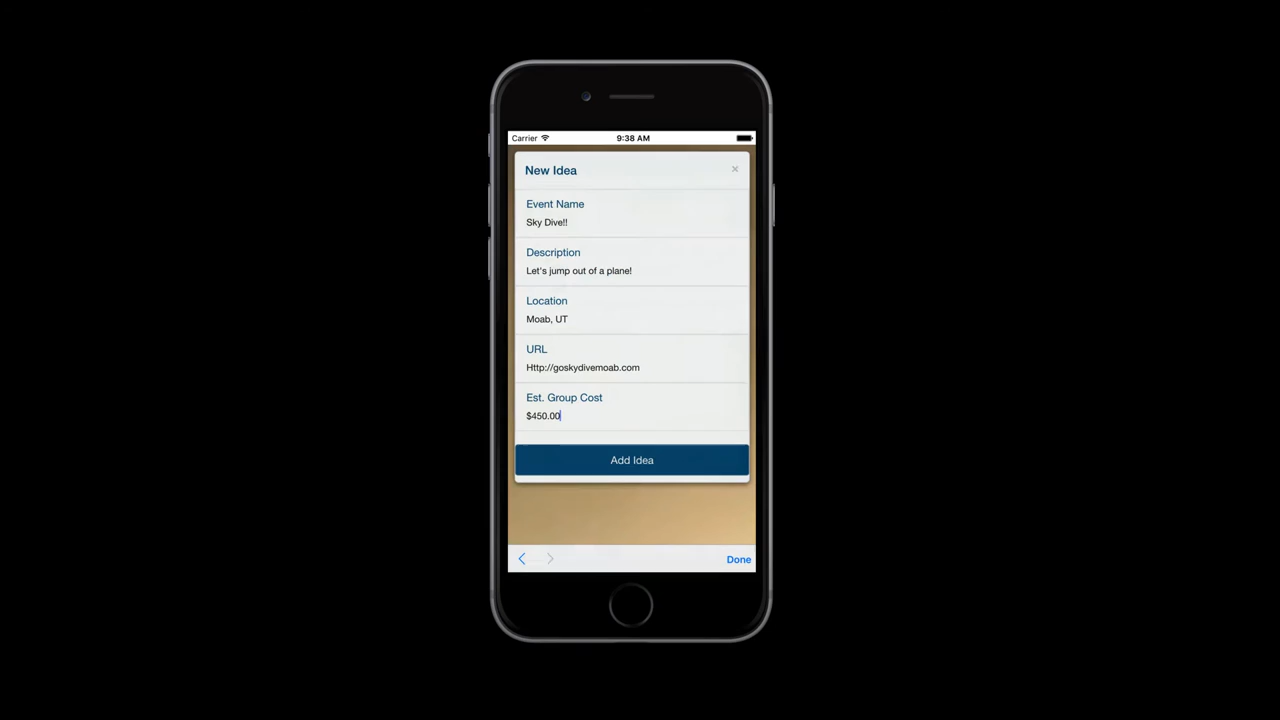 Carrier
9:38 AM
New Idea
×
Event Name
Sky Dive!!
Description
Let's jump out of a plane!
Location
Moab, UT
URL
Http://goskydivemoab.com
Est. Group Cost
$450.00
Add Idea
Done